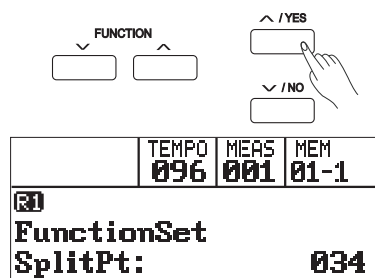 FUNCTION
∧ / YES
∨ ∧
∨ / NO
TEMPO MEAS MEM
096 001 01-1
R1
FunctionSet
SplitPt: 034